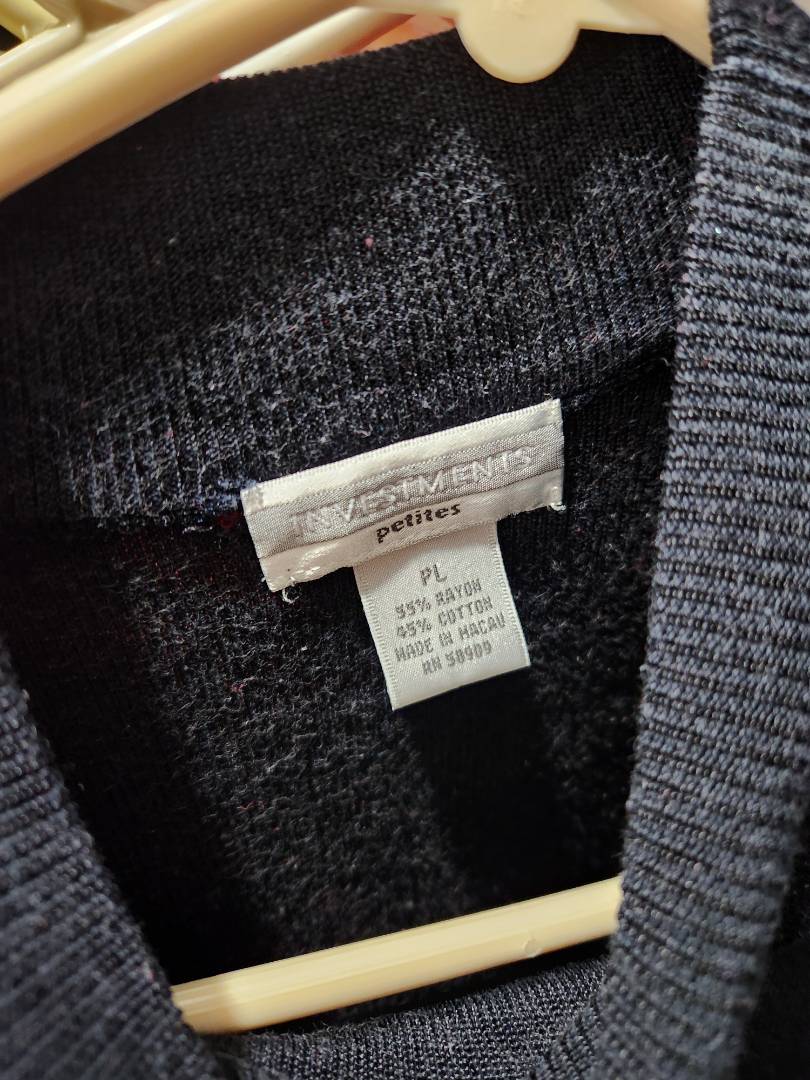 INVESTMENTS
petites
PL
55% RAYON
45% COTTON
MADE IN MACAU
RN 58909